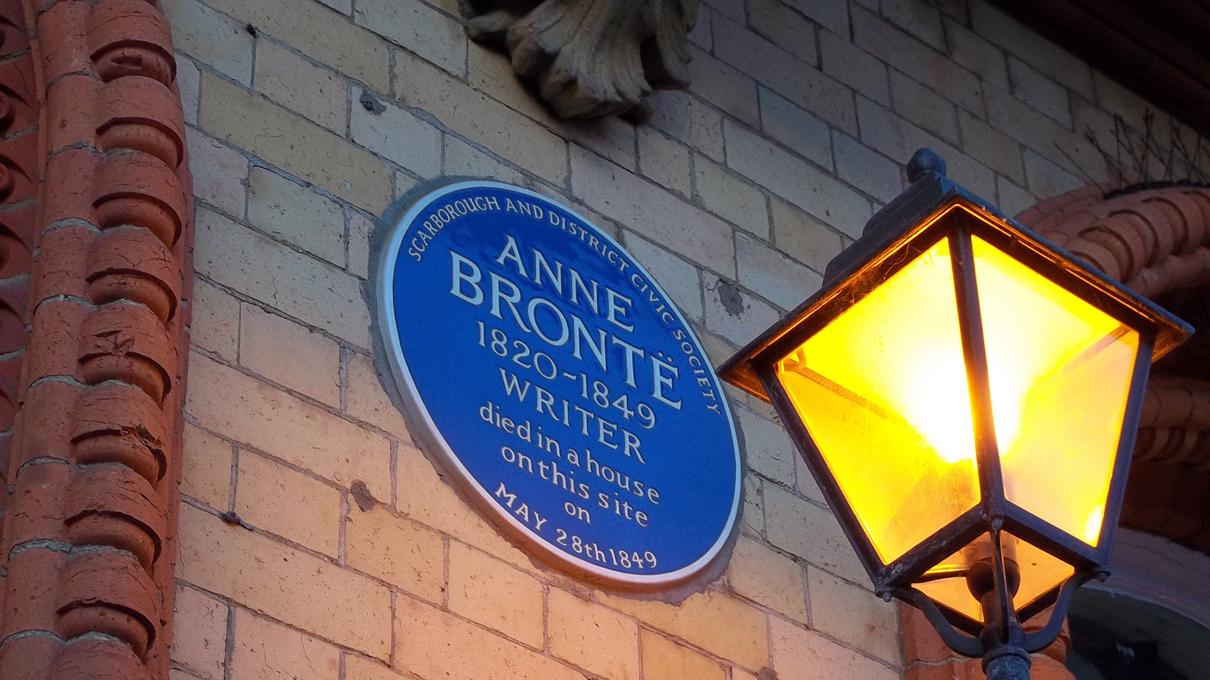 SCARBOROUGH AND DISTRICT CIVIC SOCIETY
ANNE
BRONTË
1820-1849
WRITER
died in a house
on this site
on
MAY 28th 1849